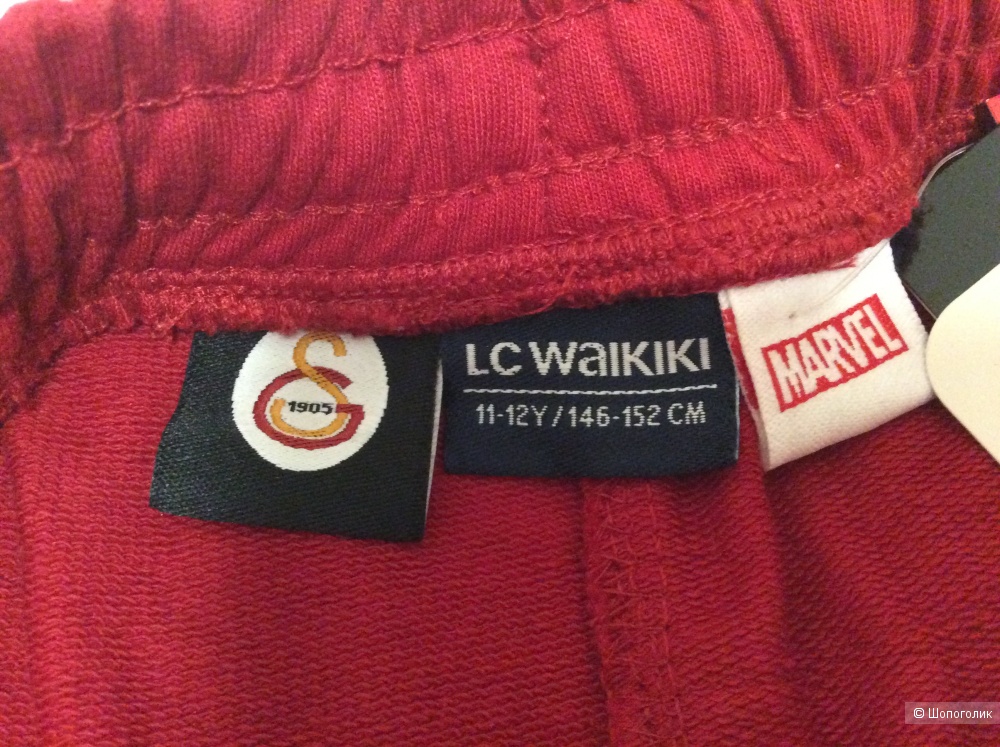 1905
LC WAIKIKI
11-12Y/146-152 CM
MARVEL
© Шопоголик